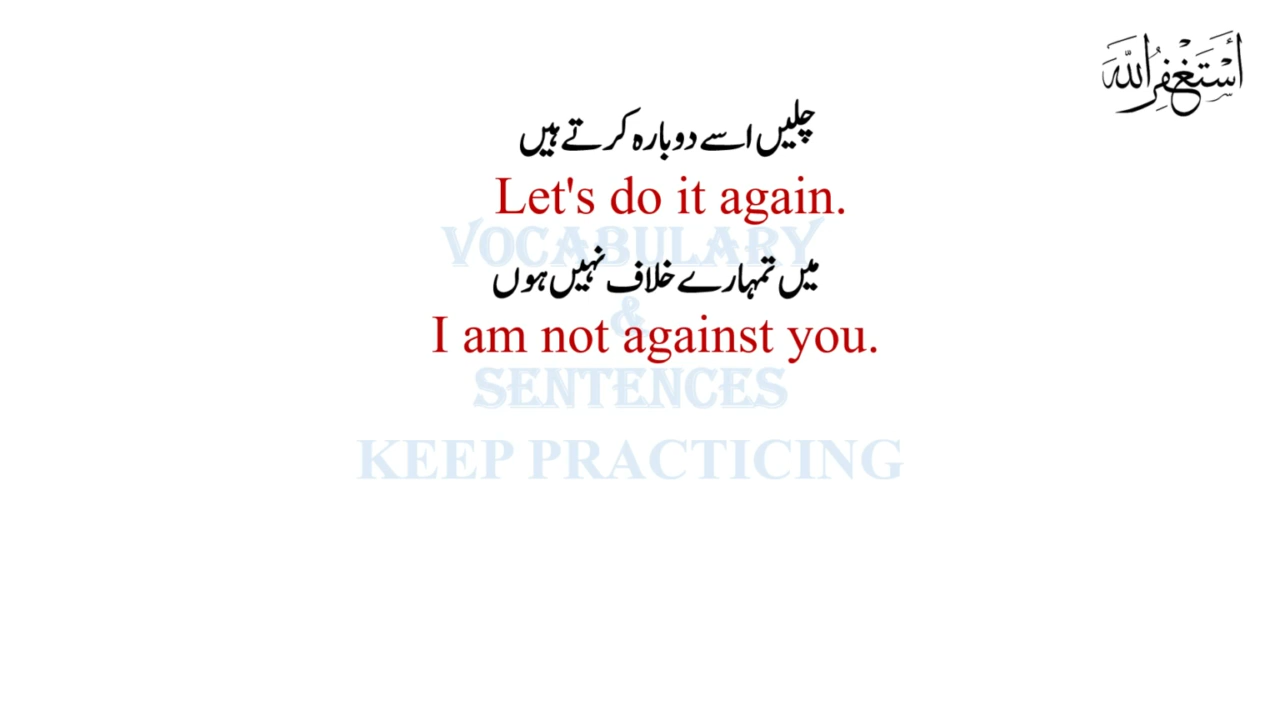 أَسْتَغْفِرُ اللّٰه
چلیں اسے دوبارہ کرتے ہیں
Let's do it again.
VOCABULARY
میں تمہارے خلاف نہیں ہوں
&
I am not against you.
SENTENCES
KEEP PRACTICING